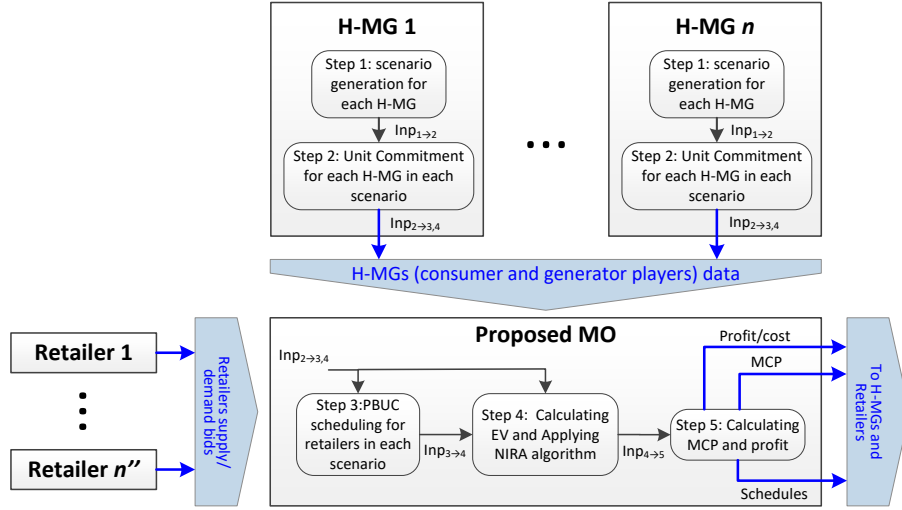 H-MG 1
Step 1: scenario
generation for
each H-MG
Inp1→2
Step 2: Unit Commitment
for each H-MG in each
scenario
Inp2→3,4
H-MG n
Step 1: scenario
generation for
each H-MG
Inp1→2
Step 2: Unit Commitment
for each H-MG in each
scenario
Inp2→3,4
H-MGs (consumer and generator players) data
Retailer 1
Retailer n″
Retailers supply/
demand bids
Proposed MO
Inp2→3,4
Step 3:PBUC
scheduling for
retailers in each
scenario
Inp3→4
Step 4: Calculating
EV and Applying
NIRA algorithm
Inp4→5
Step 5: Calculating
MCP and profit
Profit/cost
MCP
Schedules
To H-MGs and
Retailers